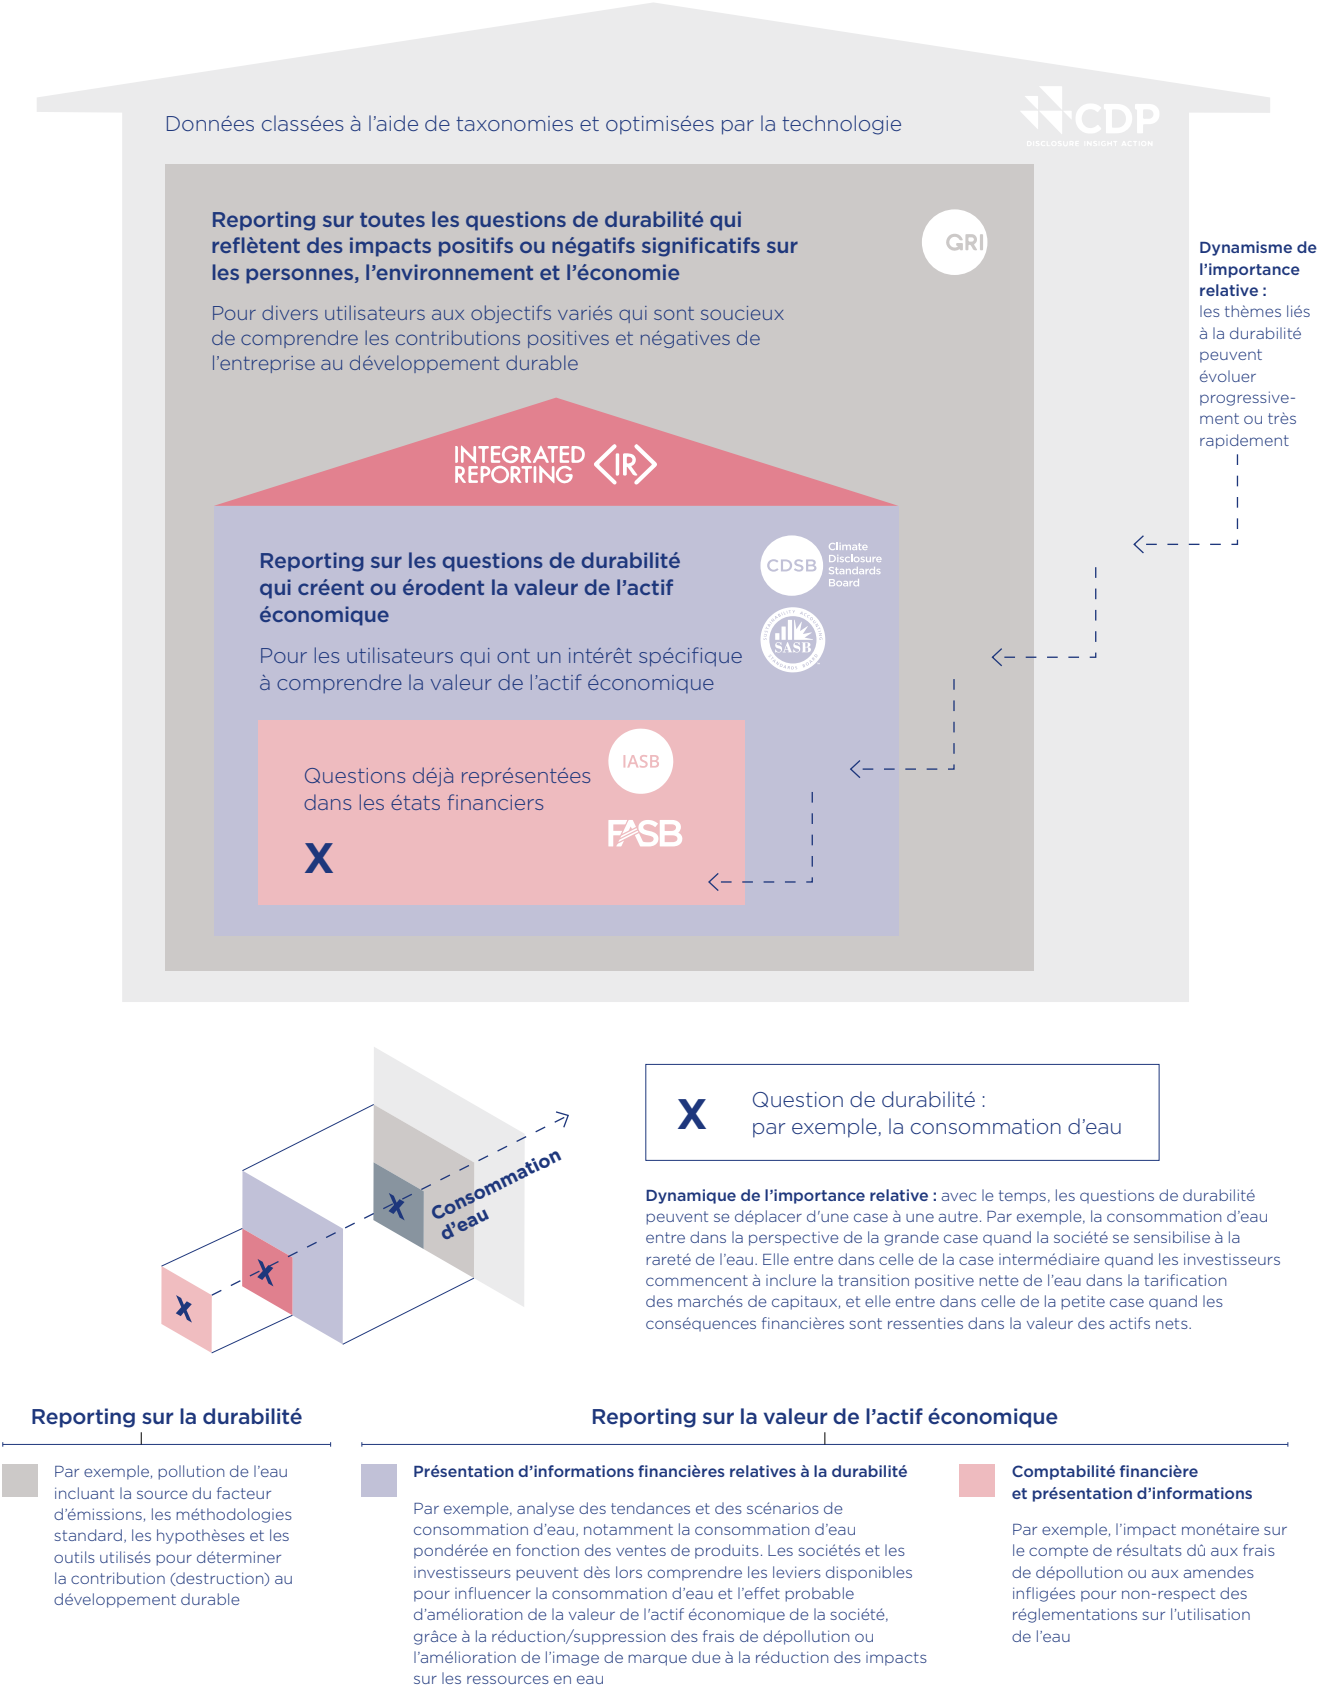 Données classées à l'aide de taxonomies et optimisées par la technologie
CDP
DISCLOSURE INSIGHT ACTION
Reporting sur toutes les questions de durabilité qui
reflètent des impacts positifs ou négatifs significatifs sur
les personnes, l'environnement et l'économie
GRI
Pour divers utilisateurs aux objectifs variés qui sont soucieux
de comprendre les contributions positives et négatives de
l'entreprise au développement durable
Dynamisme de
l'importance
relative :
les thèmes liés
à la durabilité
peuvent
évoluer
progressive-
ment ou très
rapidement
INTEGRATED
REPORTING
<IR>
Reporting sur les questions de durabilité
qui créent ou érodent la valeur de l'actif
économique
CDSB
Climate
Disclosure
Standards
Board
Pour les utilisateurs qui ont un intérêt spécifique
à comprendre la valeur de l'actif économique
SUSTAINABILITY ACCOUNTING
SASB
STANDARDS BOARD
Questions déjà représentées
dans les états financiers
IASB
FASB
X
X
X
X
Consommation
d'eau
X
Question de durabilité :
par exemple, la consommation d'eau
Dynamique de l'importance relative : avec le temps, les questions de durabilité
peuvent se déplacer d'une case à une autre. Par exemple, la consommation d'eau
entre dans la perspective de la grande case quand la société se sensibilise à la
rareté de l'eau. Elle entre dans celle de la case intermédiaire quand les investisseurs
commencent à inclure la transition positive nette de l'eau dans la tarification
des marchés de capitaux, et elle entre dans celle de la petite case quand les
conséquences financières sont ressenties dans la valeur des actifs nets.
Reporting sur la durabilité
Par exemple, pollution de l'eau
incluant la source du facteur
d'émissions, les méthodologies
standard, les hypothèses et les
outils utilisés pour déterminer
la contribution (destruction) au
développement durable
Reporting sur la valeur de l'actif économique
Présentation d'informations financières relatives à la durabilité
Par exemple, analyse des tendances et des scénarios de
consommation d'eau, notamment la consommation d'eau
pondérée en fonction des ventes de produits. Les sociétés et les
investisseurs peuvent dès lors comprendre les leviers disponibles
pour influencer la consommation d'eau et l'effet probable
d'amélioration de la valeur de l'actif économique de la société,
grâce à la réduction/suppression des frais de dépollution ou
l'amélioration de l'image de marque due à la réduction des impacts
sur les ressources en eau
Comptabilité financière
et présentation d'informations
Par exemple, l'impact monétaire sur
le compte de résultats dû aux frais
de dépollution ou aux amendes
infligées pour non-respect des
réglementations sur l'utilisation
de l'eau